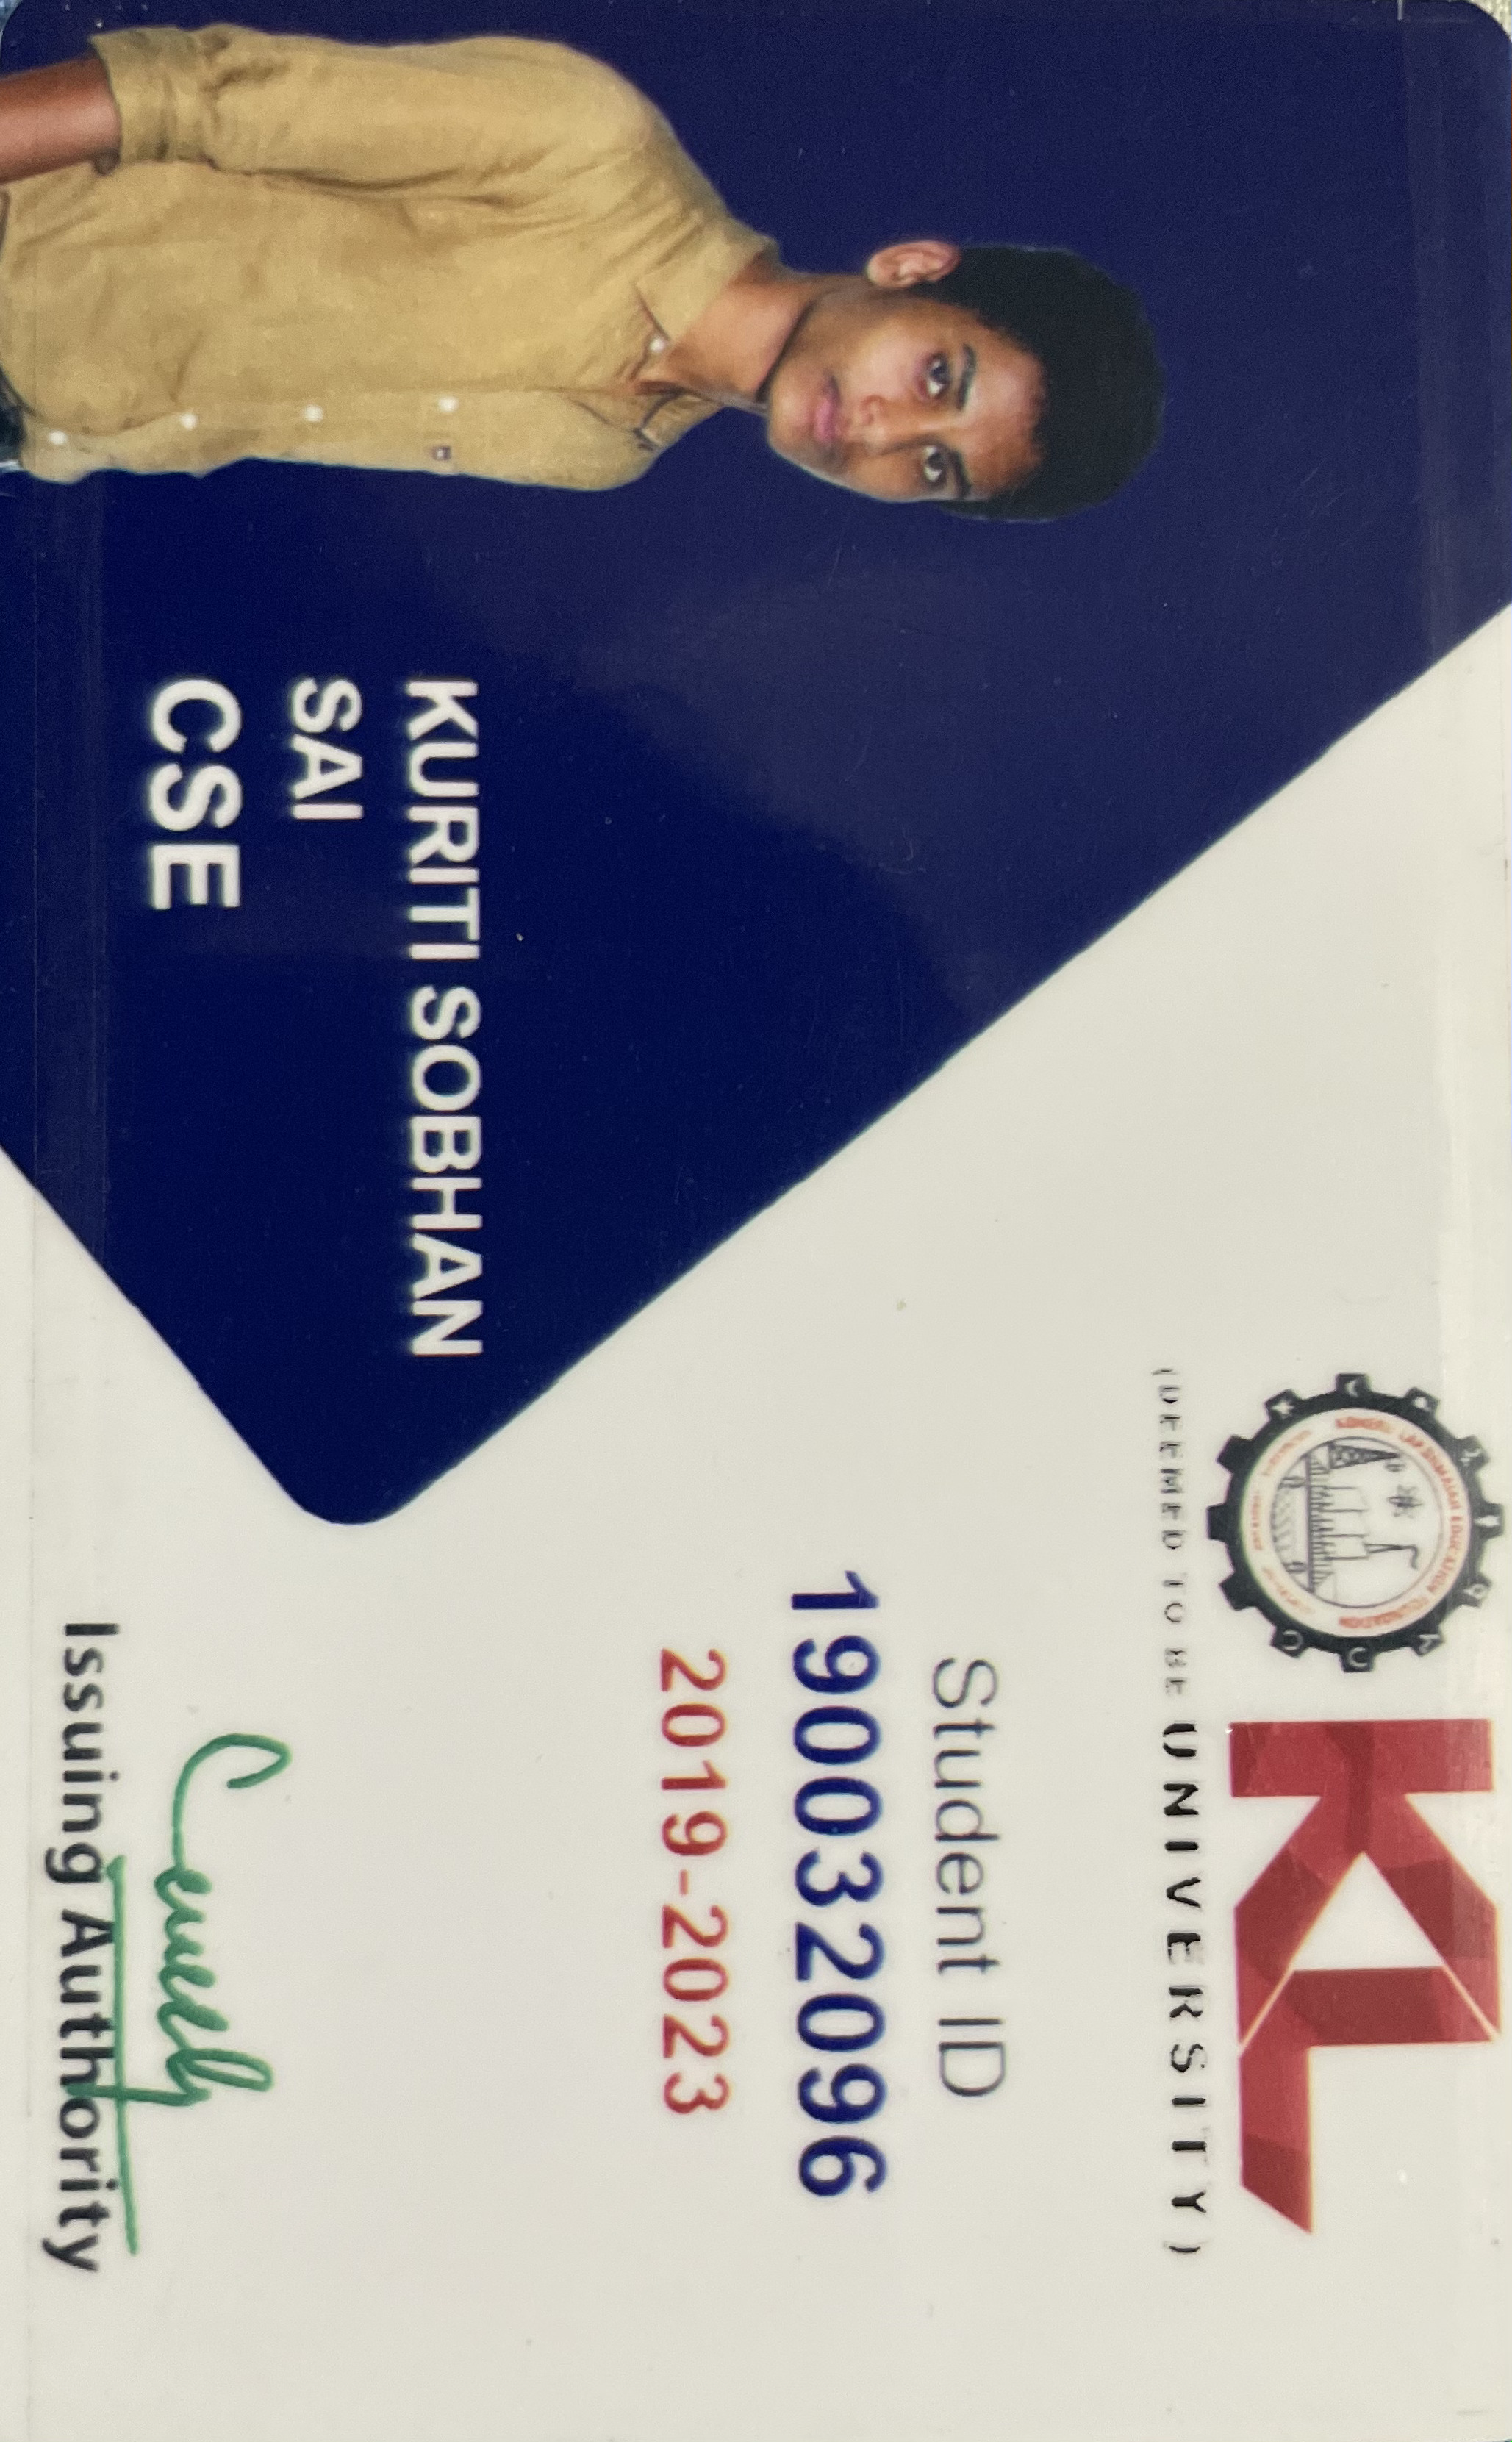 KONERU LAKSHMAIAH EDUCATION FOUNDATION
KL
(DEEMED TO BE UNIVERSITY)
Student ID
190032096
2019-2023
KURITI SOBHAN
SAI
CSE
Issuing Authority